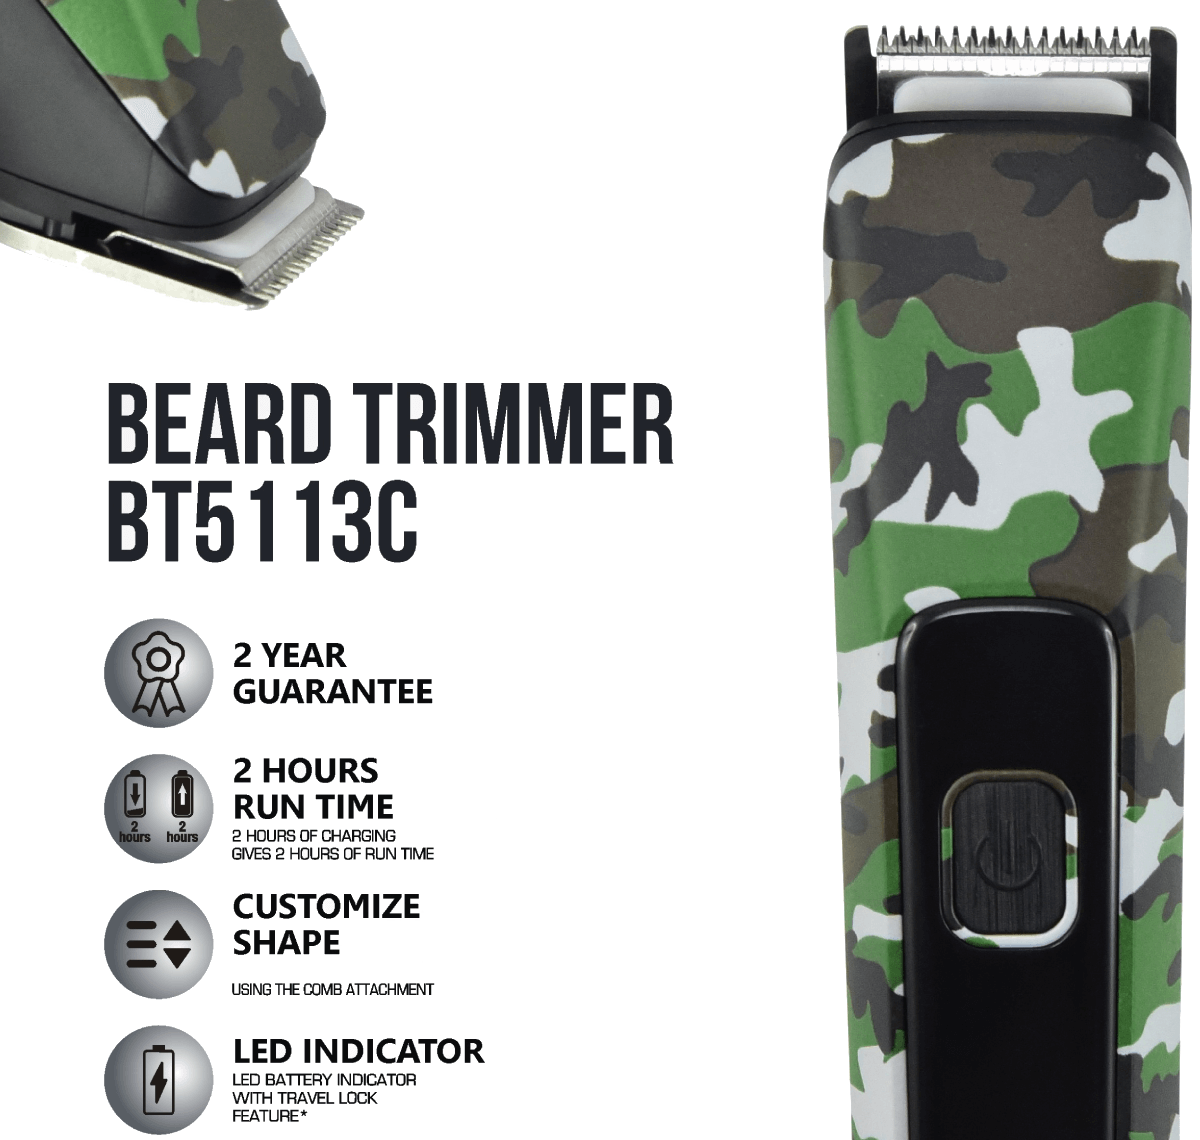 BEARD TRIMMER
BT5113C
2 YEAR
GUARANTEE
2 HOURS
RUN TIME
2 hours
2 hours
2 HOURS OF CHARGING
GIVES 2 HOURS OF RUN TIME
CUSTOMIZE
SHAPE
USING THE COMB ATTACHMENT
LED INDICATOR
LED BATTERY INDICATOR
WITH TRAVEL LOCK
FEATURE*